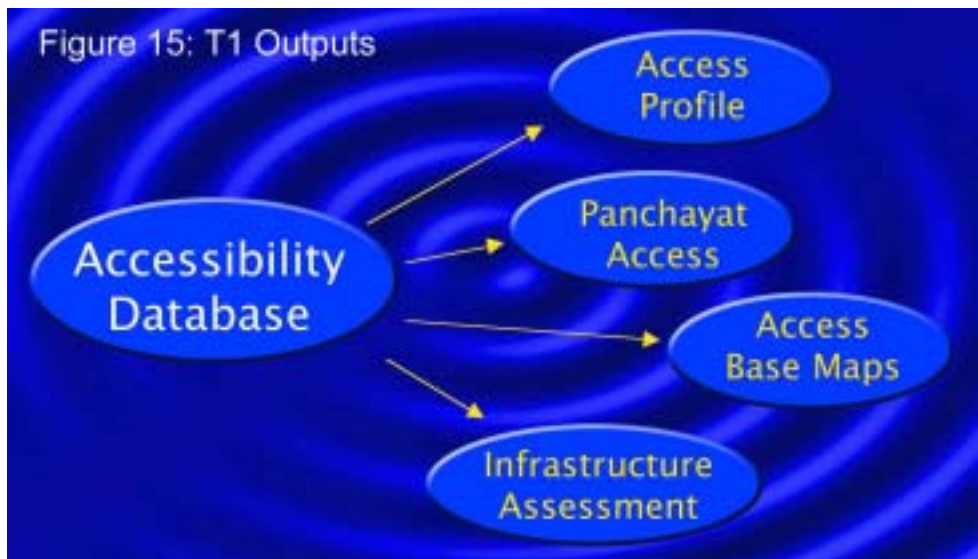 Figure 15: T1 Outputs
Access
Profile
Panchayat
Access
Accessibility
Database
Access
Base Maps
Infrastructure
Assessment